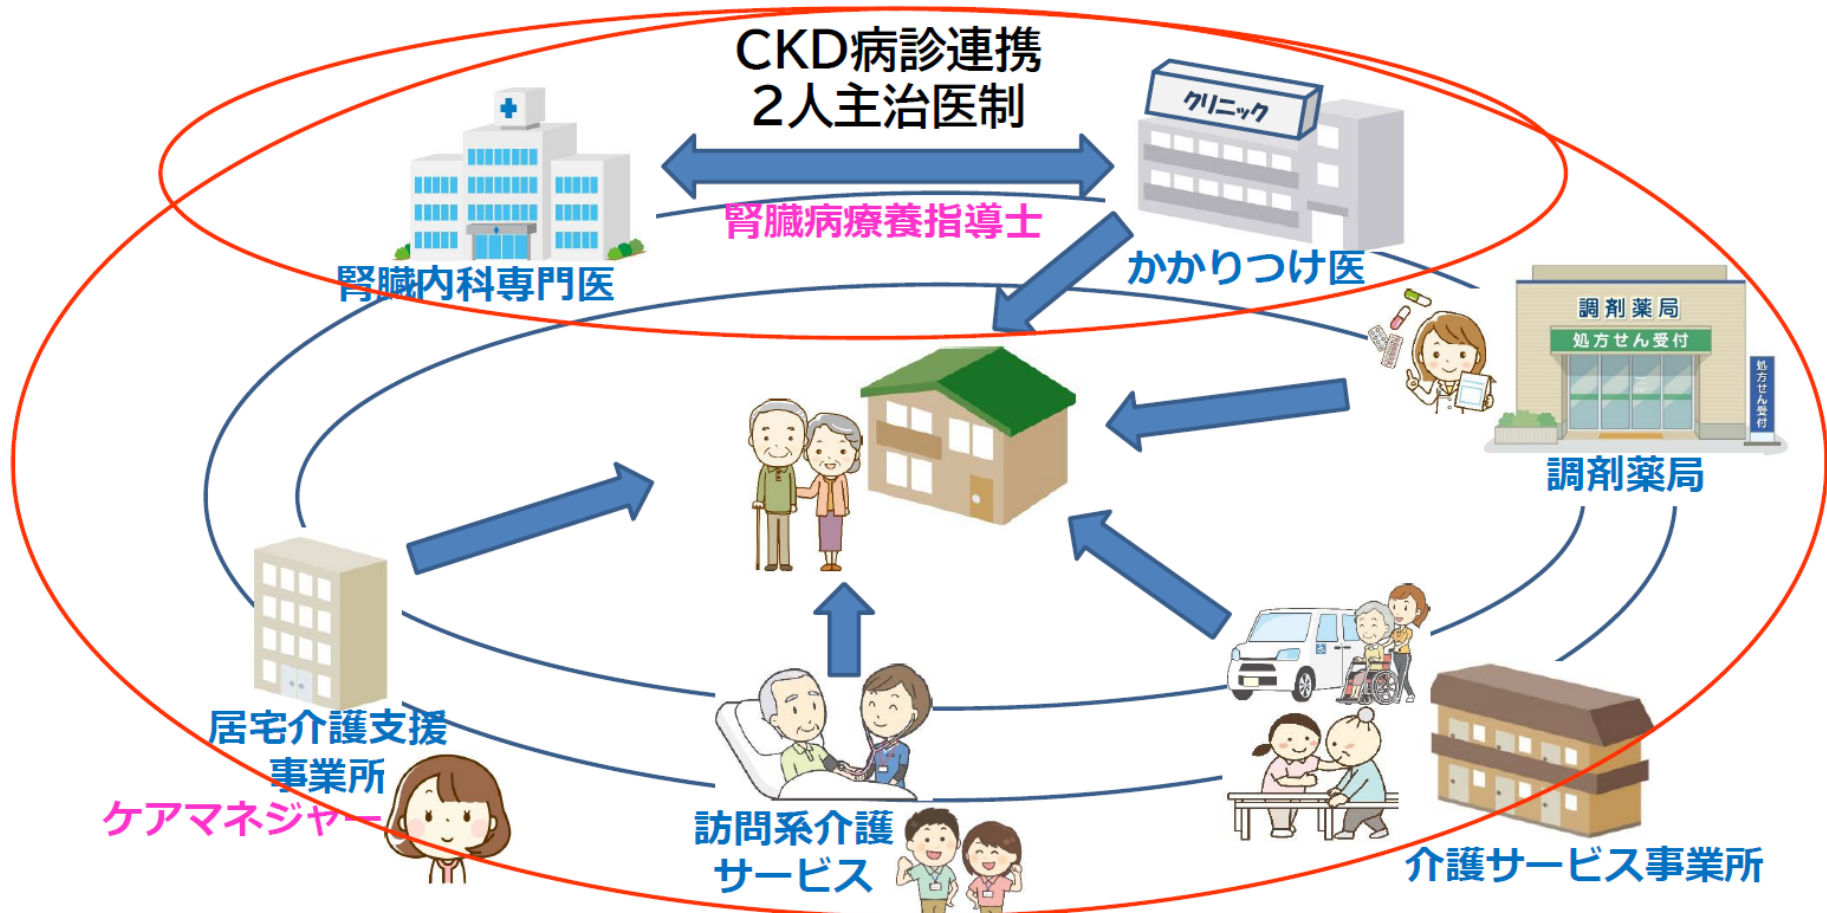 CKD病診連携
2人主治医制
クリニック
腎臓病療養指導士
腎臓内科専門医
かかりつけ医
調剤薬局
処方せん受付
処方せん受付
調剤薬局
居宅介護支援
事業所
ケアマネジャー
訪問系介護
サービス
介護サービス事業所